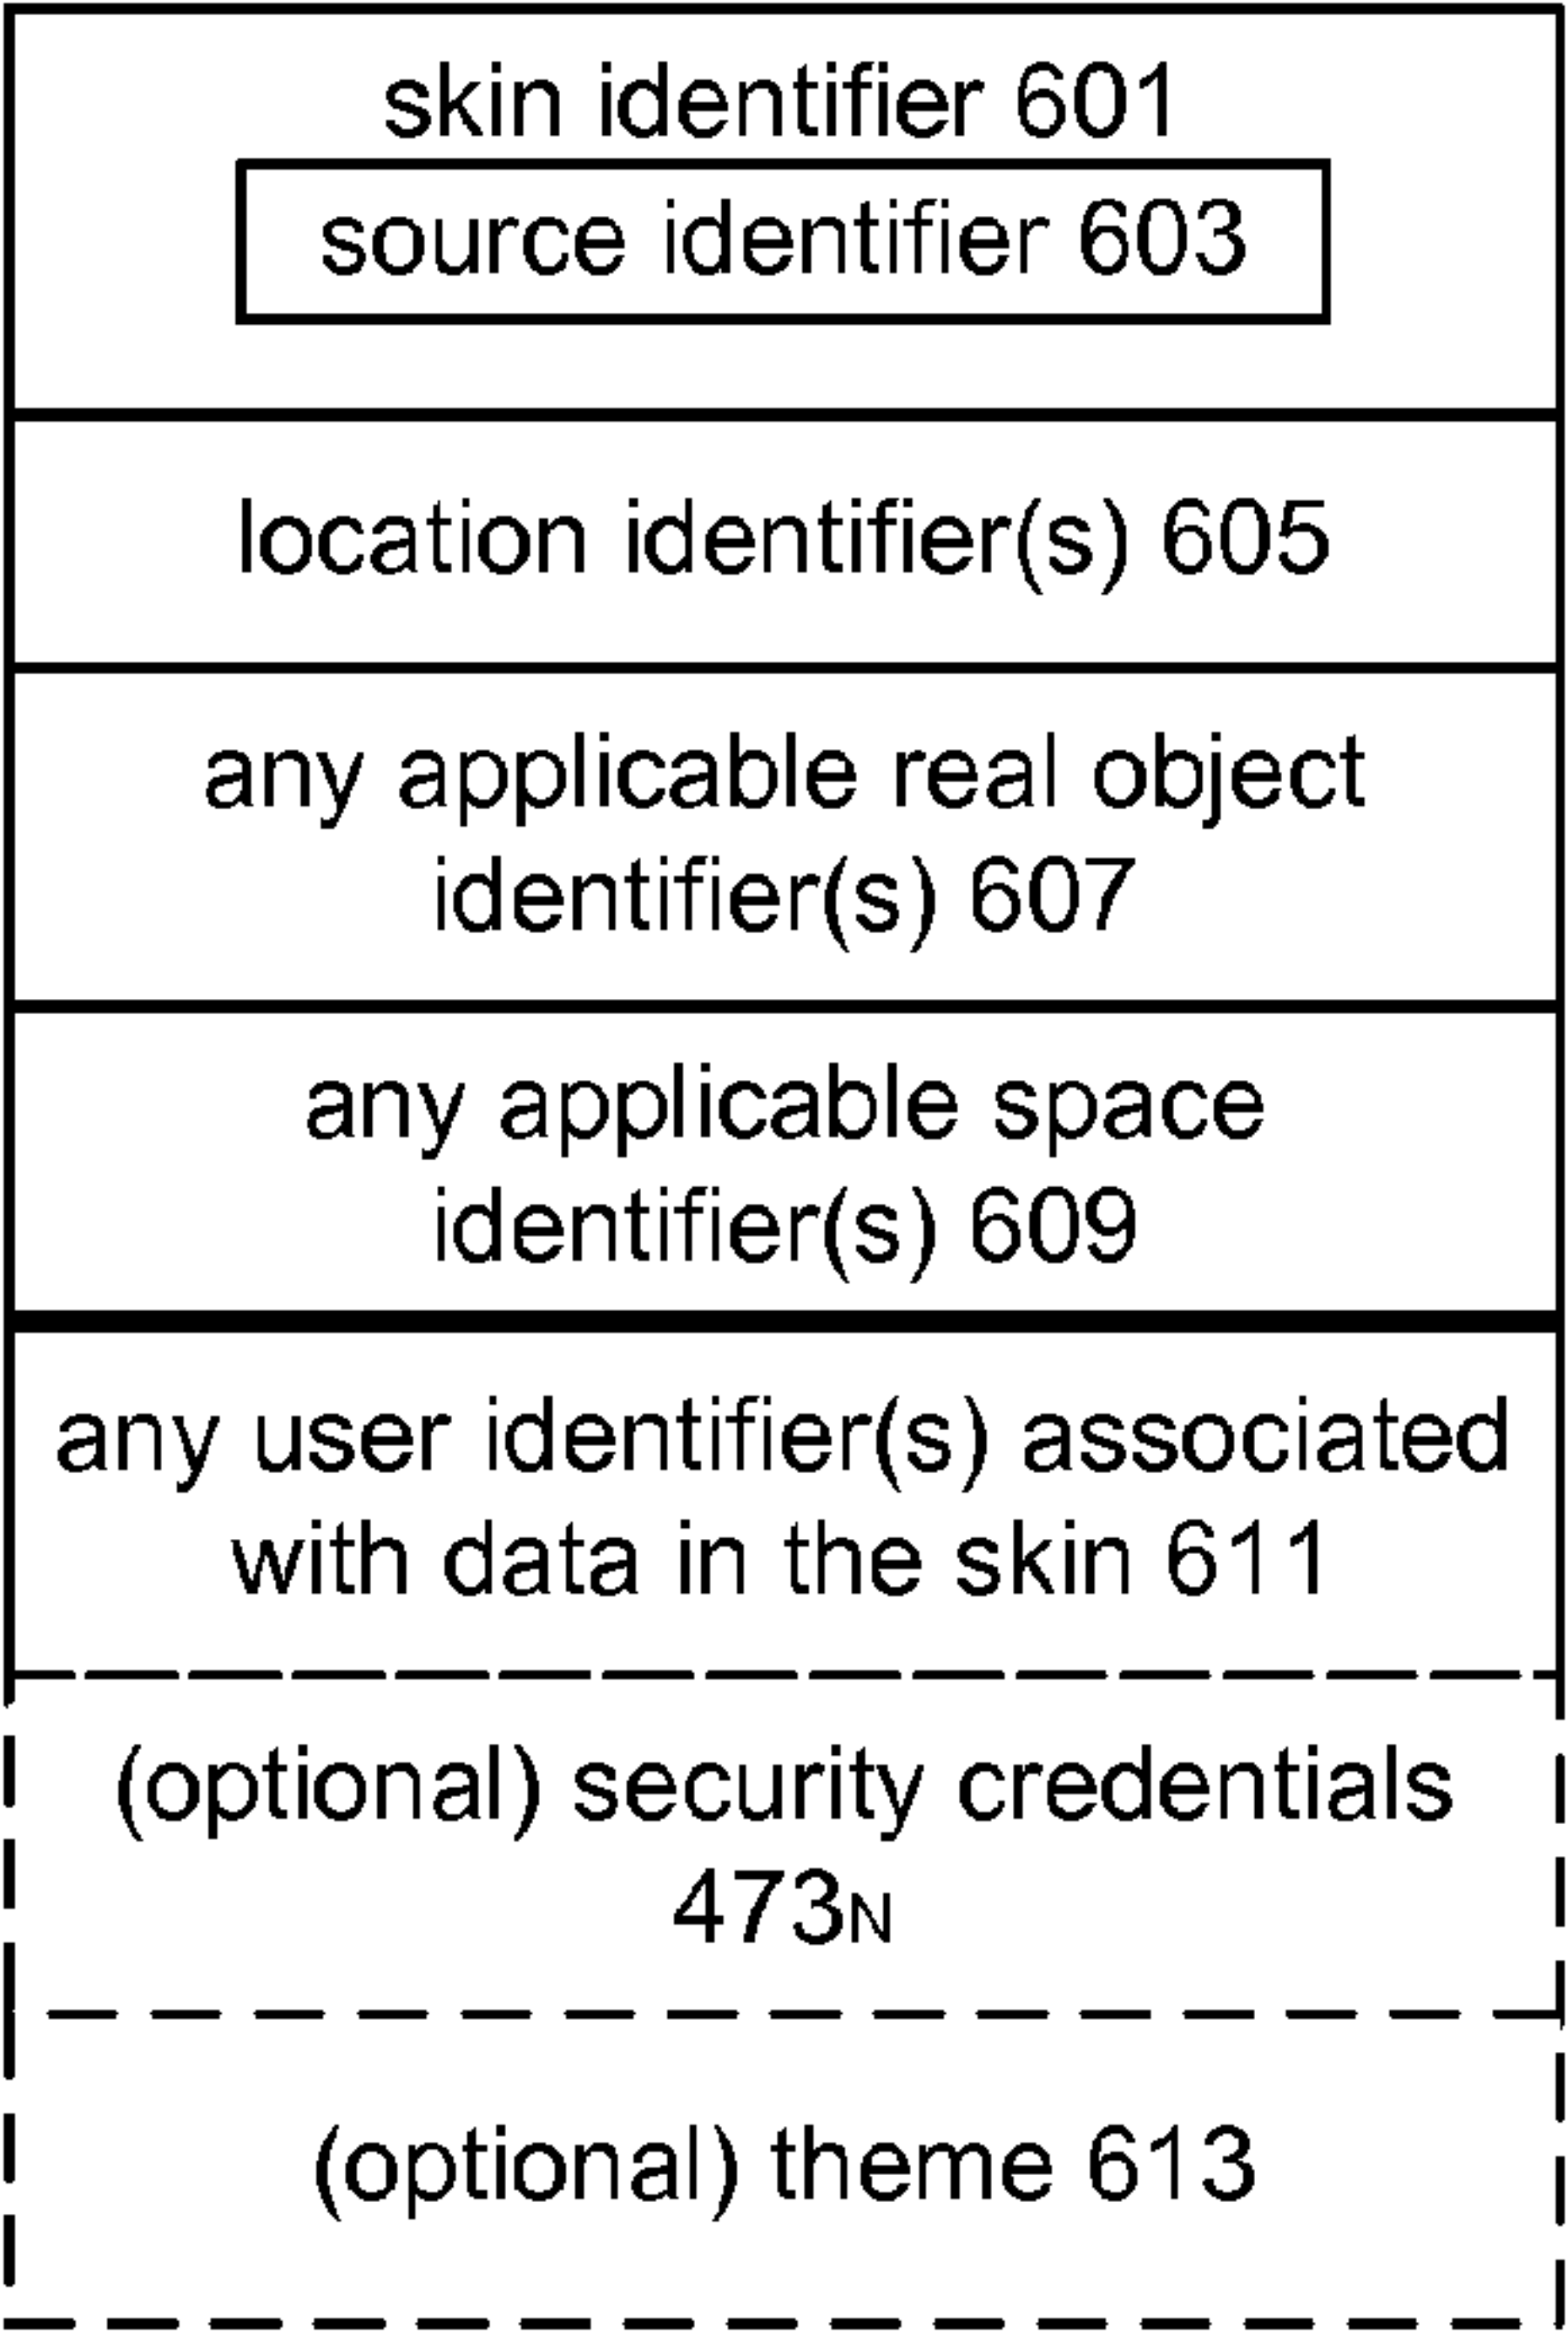 skin identifier 601
source identifier 603
location identifier(s) 605
any applicable real object
identifier(s) 607
any applicable space
identifier(s) 609
any user identifier(s) associated
with data in the skin 611
(optional) security credentials
473N
(optional) theme 613